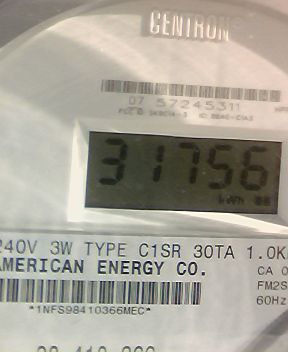 CENTRON
07 57245311
31756
kWh
240V 3W TYPE C1SR 30TA 1.0K
AMERICAN ENERGY CO.
CA 0
FM2S
60Hz
*1NFS98410366MEC*